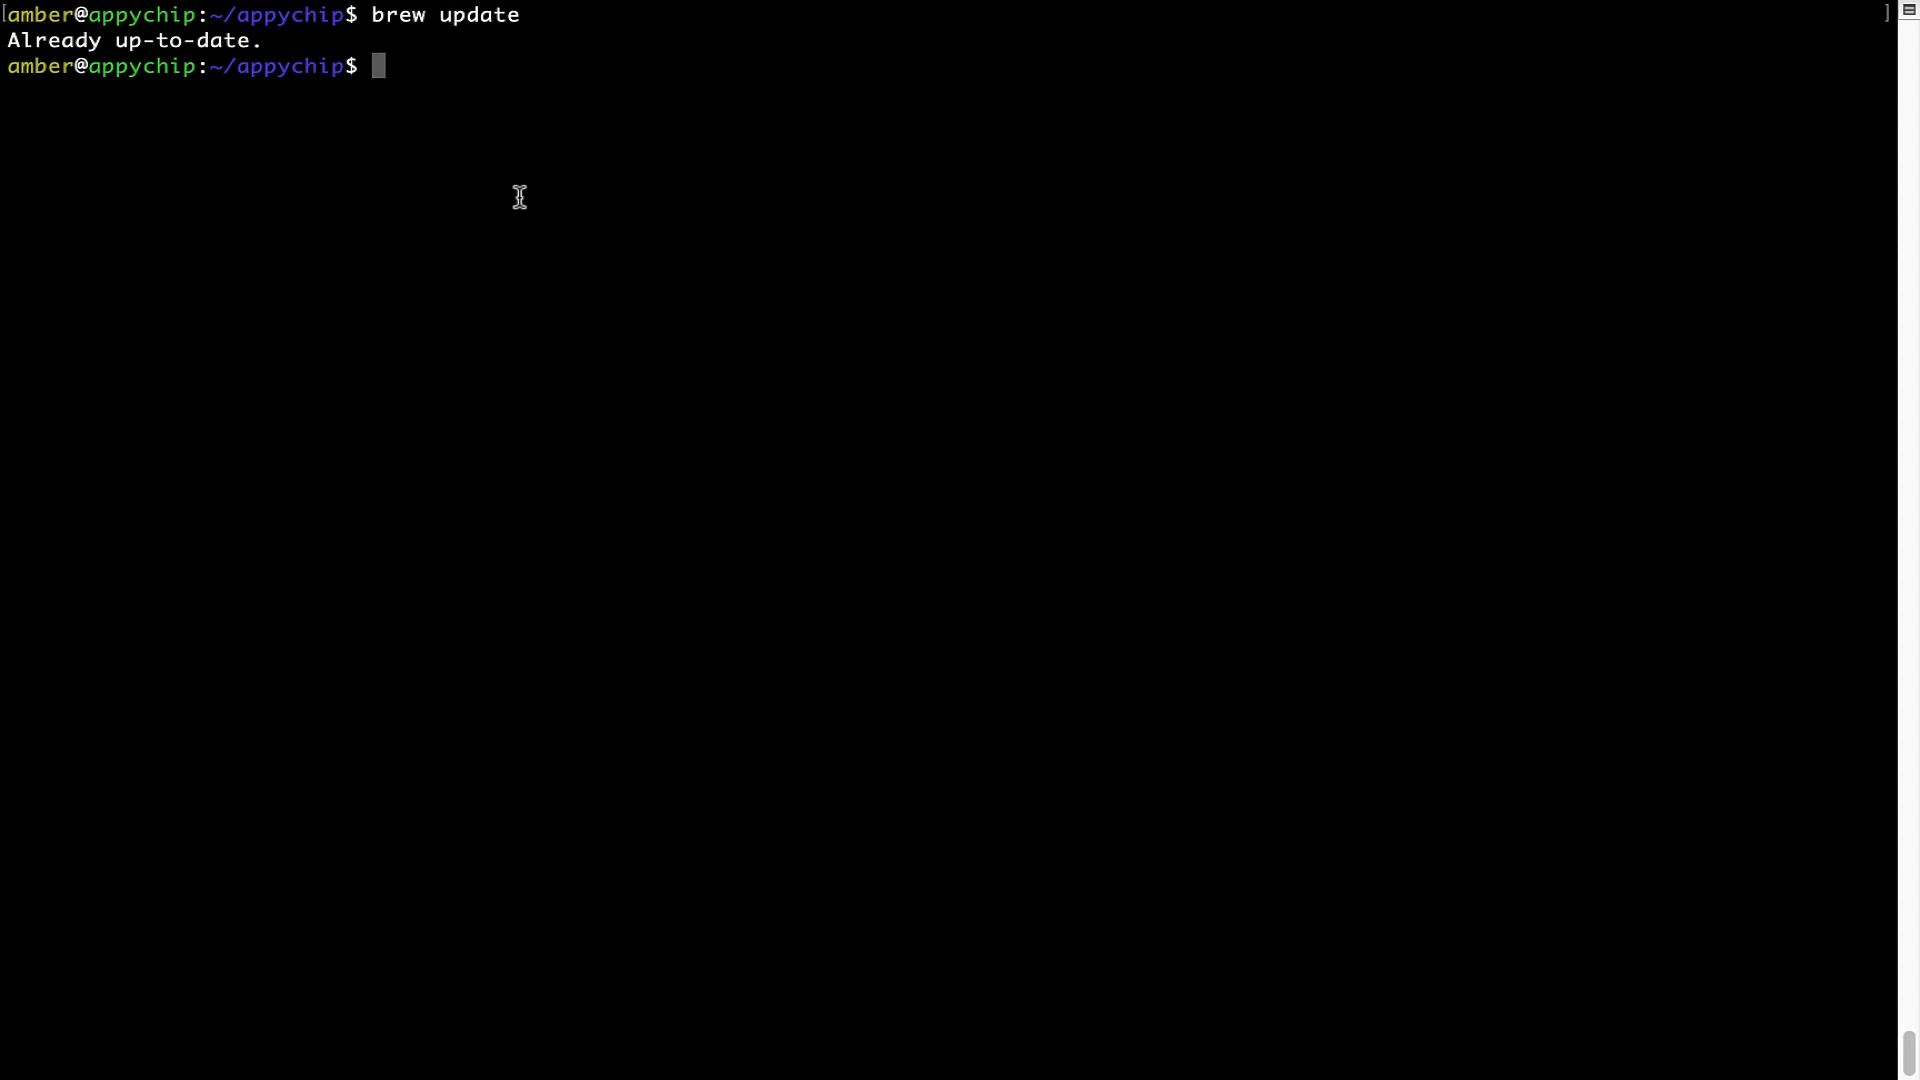 [amber@appychip:~/appychip$ brew update ]
Already up-to-date.
amber@appychip:~/appychip$